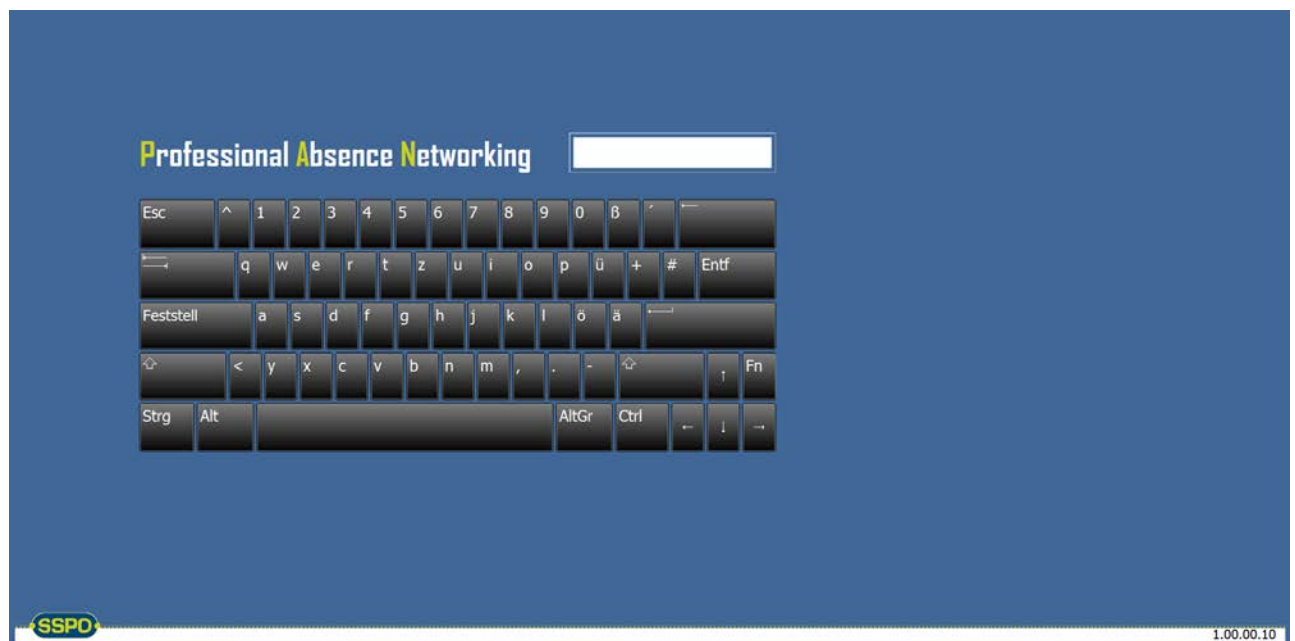 Professional Absence Networking
Esc ^ 1 2 3 4 5 6 7 8 9 0 ß ´ ←
q w e r t z u i o p ü + # Entf
Feststell a s d f g h j k l ö ä
⇧ < y x c v b n m , . - ⇧ ↑ Fn
Strg Alt AltGr Ctrl ← ↓ →
SSPO
1.00.00.10